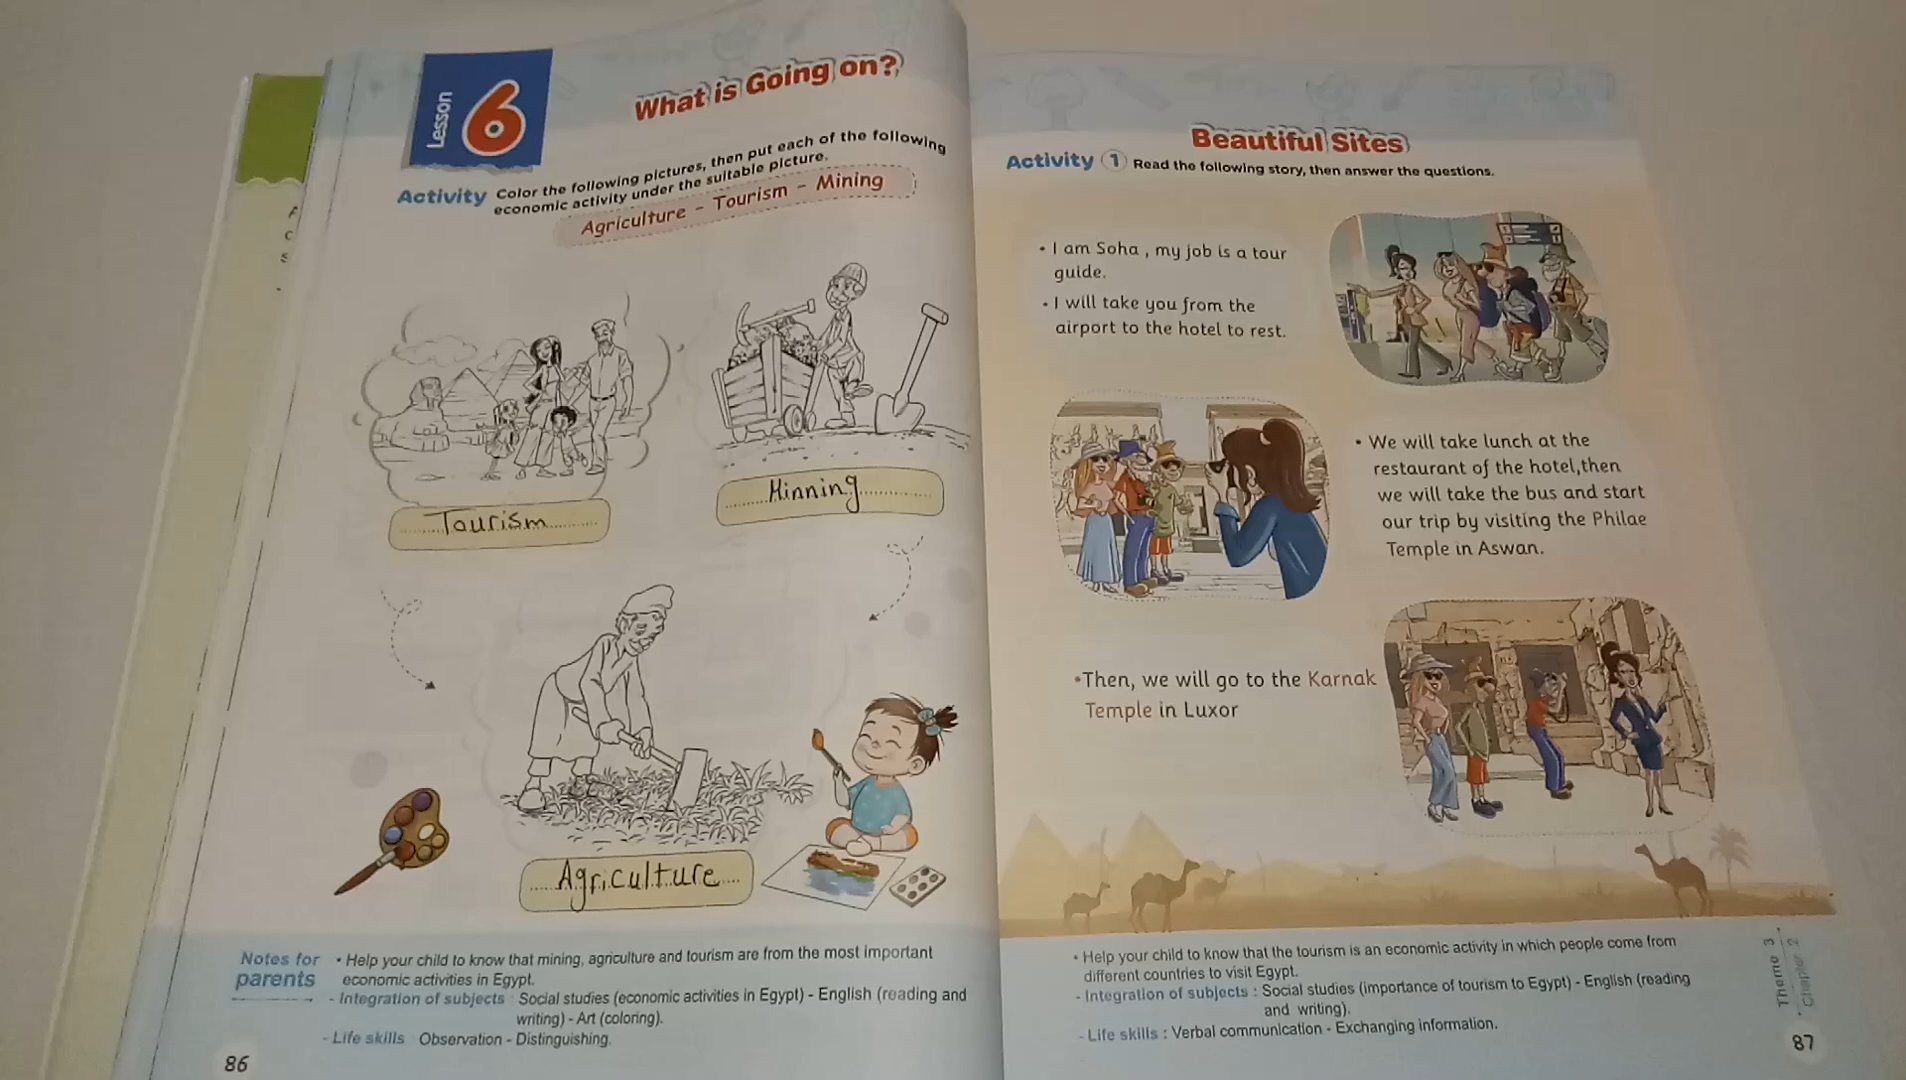 Lesson 6
What is Going on?
Activity Color the following pictures, then put each of the following
economic activity under the suitable picture.
Agriculture - Tourism - Mining
Tourism
Minning
Agriculture
Notes for parents
• Help your child to know that mining, agriculture and tourism are from the most important
economic activities in Egypt.
- Integration of subjects : Social studies (economic activities in Egypt) - English (reading and
writing) - Art (coloring).
- Life skills : Observation - Distinguishing.
86
Beautiful Sites
Activity 1 Read the following story, then answer the questions.
• I am Soha , my job is a tour
guide.
• I will take you from the
airport to the hotel to rest.
• We will take lunch at the
restaurant of the hotel,then
we will take the bus and start
our trip by visiting the Philae
Temple in Aswan.
•Then, we will go to the Karnak
Temple in Luxor
• Help your child to know that the tourism is an economic activity in which people come from
different countries to visit Egypt.
- Integration of subjects : Social studies (importance of tourism to Egypt) - English (reading
and writing).
- Life skills : Verbal communication - Exchanging information.
Theme 3
Chapter 2
87